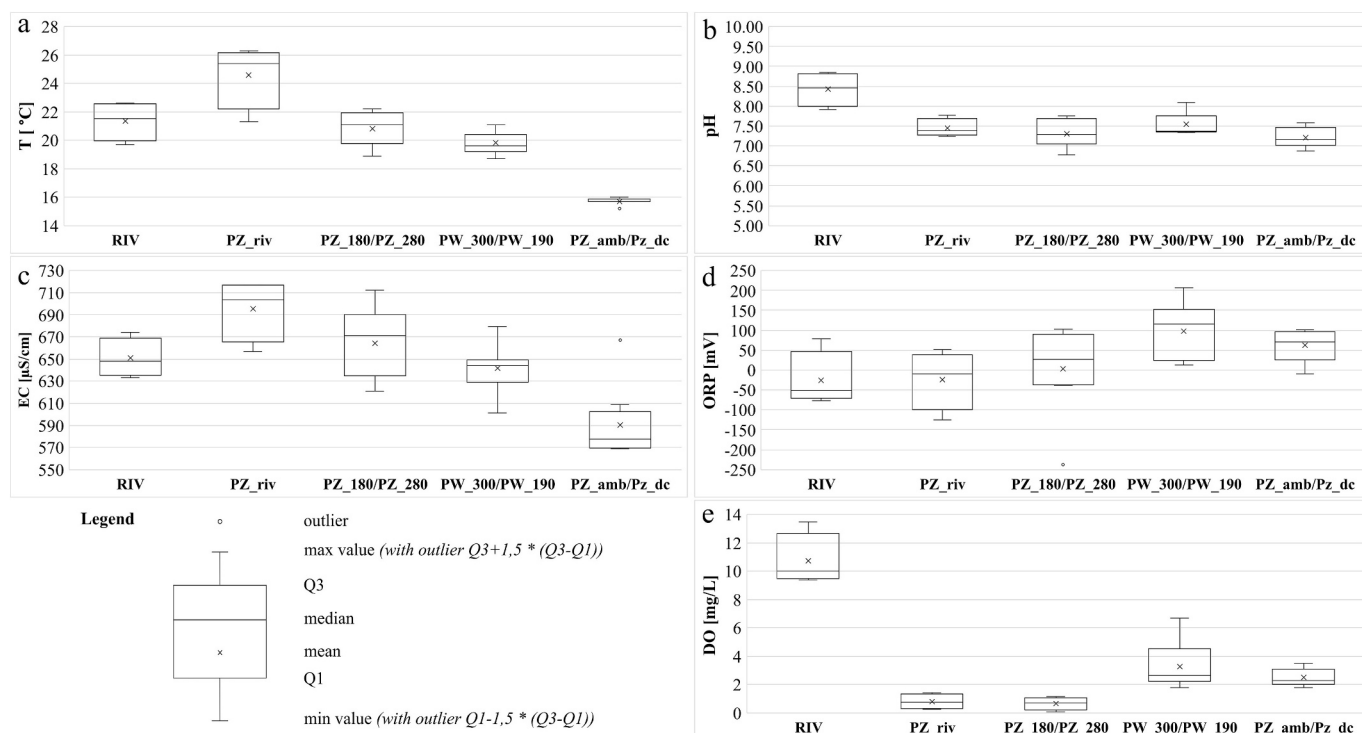 a
T [ °C]
28
26
24
22
20
18
16
14
RIV
PZ_riv
PZ_180/PZ_280
PW_300/PW_190
PZ_amb/Pz_dc
b
pH
10.00
9.50
9.00
8.50
8.00
7.50
7.00
6.50
6.00
5.50
5.00
RIV
PZ_riv
PZ_180/PZ_280
PW_300/PW_190
PZ_amb/Pz_dc
c
EC [µS/cm]
730
710
690
670
650
630
610
590
570
550
RIV
PZ_riv
PZ_180/PZ_280
PW_300/PW_190
PZ_amb/Pz_dc
d
ORP [mV]
250
200
150
100
50
0
-50
-100
-150
-200
-250
RIV
PZ_riv
PZ_180/PZ_280
PW_300/PW_190
PZ_amb/Pz_dc
Legend
outlier
max value (with outlier Q3+1,5 * (Q3-Q1))
Q3
median
mean
Q1
min value (with outlier Q1-1,5 * (Q3-Q1))
e
DO [mg/L]
14
12
10
8
6
4
2
0
RIV
PZ_riv
PZ_180/PZ_280
PW_300/PW_190
PZ_amb/Pz_dc